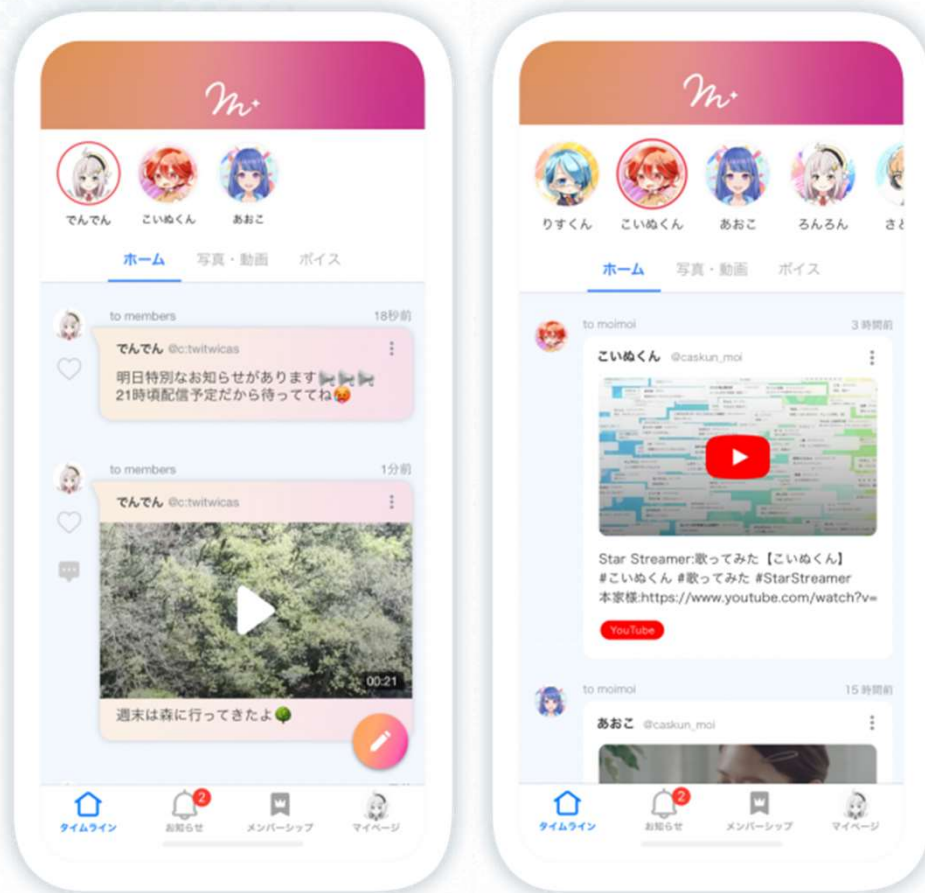 m+
でんでん こいぬくん あおこ
ホーム 写真・動画 ボイス
to members 18秒前
でんでん @c:twitwicas
明日特別なお知らせがあります
21時頃配信予定だから待っててね🥵
to members 1分前
でんでん @c:twitwicas
00:21
週末は森に行ってきたよ🌳
2
タイムライン お知らせ メンバーシップ マイページ
m+
りすくん こいぬくん あおこ ろんろん さと
ホーム 写真・動画 ボイス
to moimoi 3時間前
こいぬくん @caskun_moi
Star Streamer:歌ってみた【こいぬくん】
#こいぬくん #歌ってみた #StarStreamer
本家様:https://www.youtube.com/watch?v=
YouTube
to moimoi 15時間前
あおこ @caskun_moi
2
タイムライン お知らせ メンバーシップ マイページ